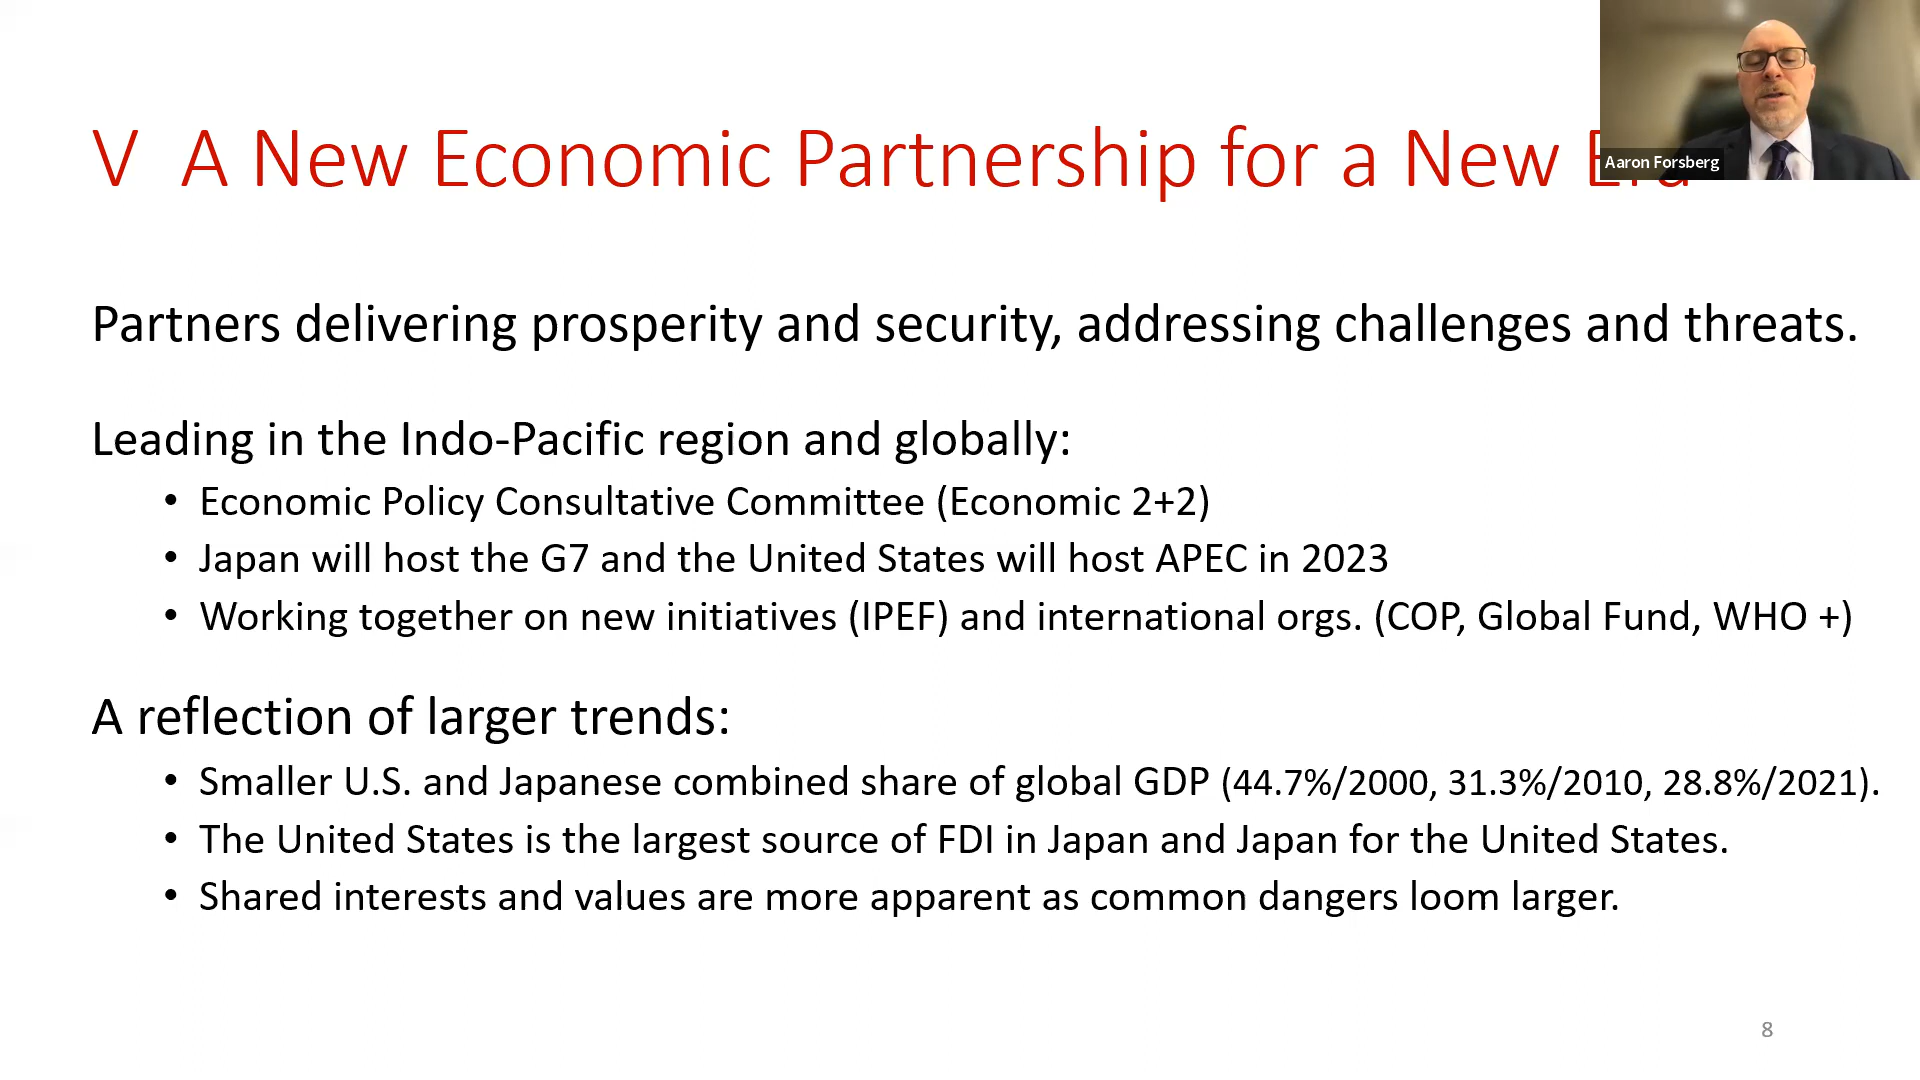 V A New Economic Partnership for a New Era
Aaron Forsberg
Partners delivering prosperity and security, addressing challenges and threats.
Leading in the Indo-Pacific region and globally:
• Economic Policy Consultative Committee (Economic 2+2)
• Japan will host the G7 and the United States will host APEC in 2023
• Working together on new initiatives (IPEF) and international orgs. (COP, Global Fund, WHO +)
A reflection of larger trends:
• Smaller U.S. and Japanese combined share of global GDP (44.7%/2000, 31.3%/2010, 28.8%/2021).
• The United States is the largest source of FDI in Japan and Japan for the United States.
• Shared interests and values are more apparent as common dangers loom larger.
8